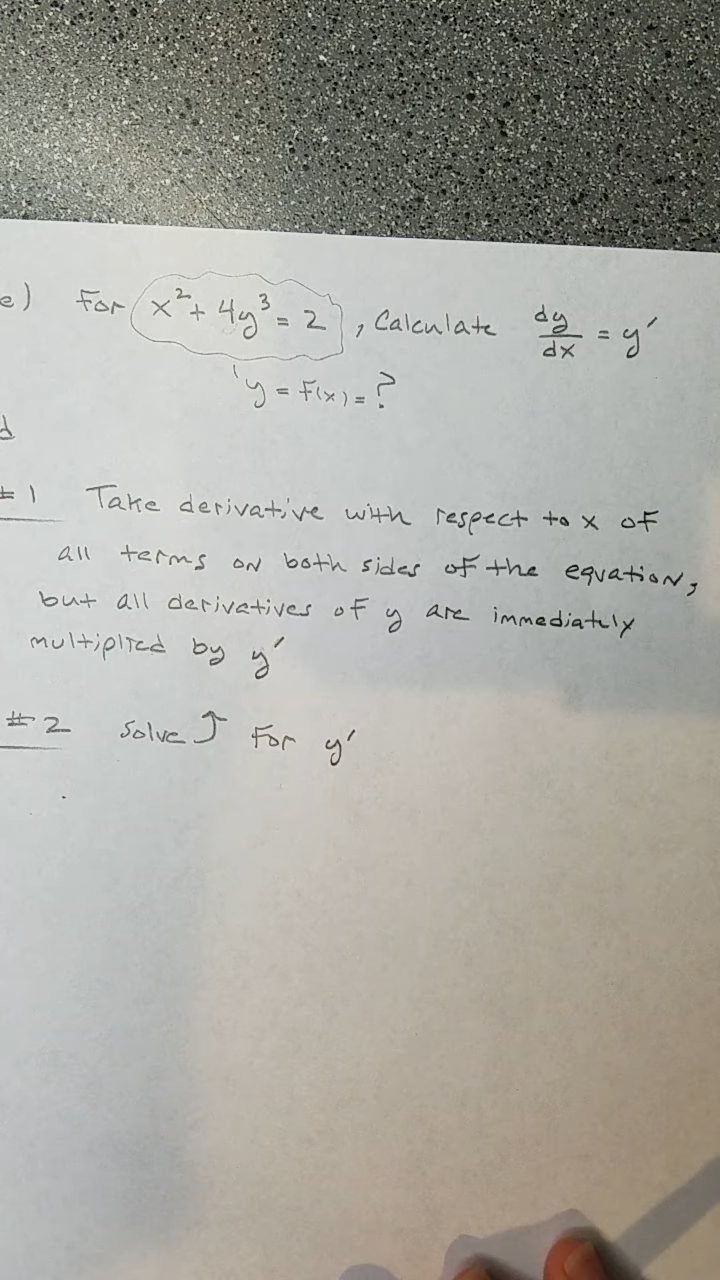 e) For x² + 4y³ = 2, Calculate dy/dx = y'
y = F(x) = ?
d
#1 Take derivative with respect to x of
all terms on both sides of the equation,
but all derivatives of y are immediately
multiplied by y'
#2 Solve ↑ For y'